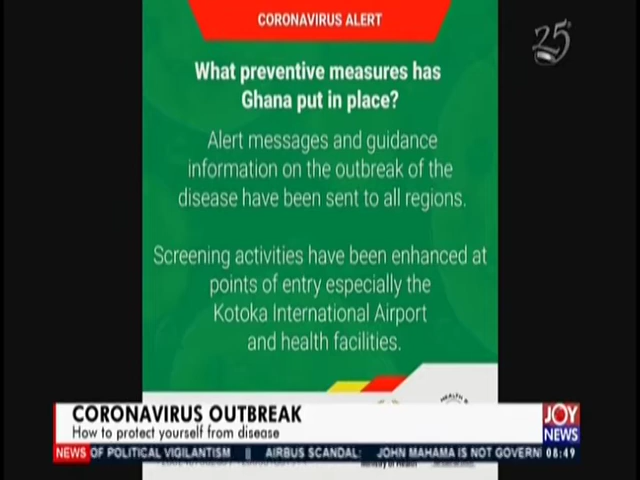 CORONAVIRUS ALERT
25
What preventive measures has
Ghana put in place?
Alert messages and guidance
information on the outbreak of the
disease have been sent to all regions.
Screening activities have been enhanced at
points of entry especially the
Kotoka International Airport
and health facilities.
CORONAVIRUS OUTBREAK
How to protect yourself from disease
JOY
NEWS
NEWS OF POLITICAL VIGILANTISM || AIRBUS SCANDAL: JOHN MAHAMA IS NOT GOVERNI 08:49